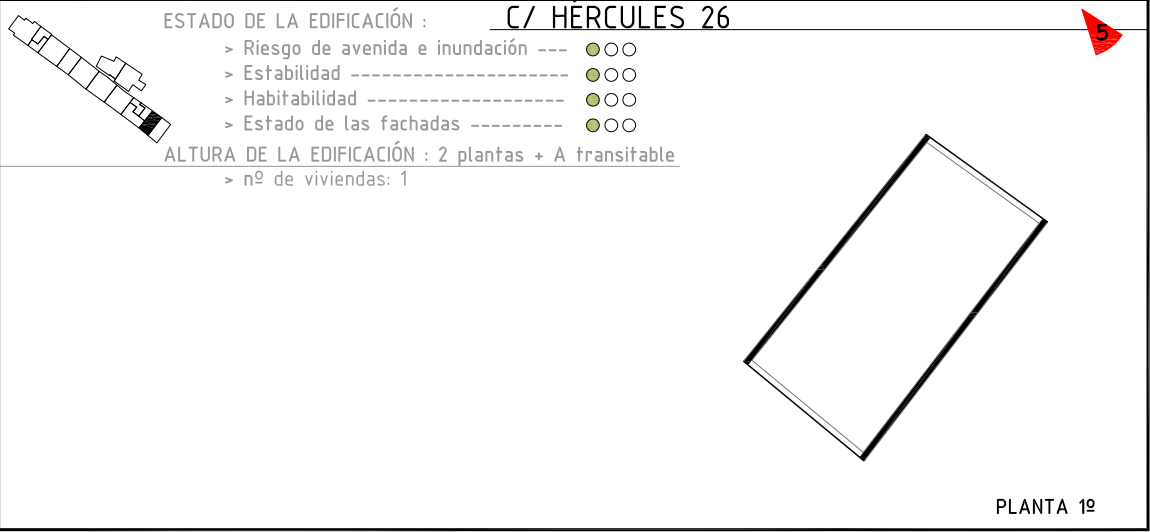 C/ HÉRCULES 26
ESTADO DE LA EDIFICACIÓN :
> Riesgo de avenida e inundación ---
> Estabilidad ----------------------
> Habitabilidad --------------------
> Estado de las fachadas ---------
ALTURA DE LA EDIFICACIÓN : 2 plantas + A transitable
> nº de viviendas: 1
5
PLANTA 1º